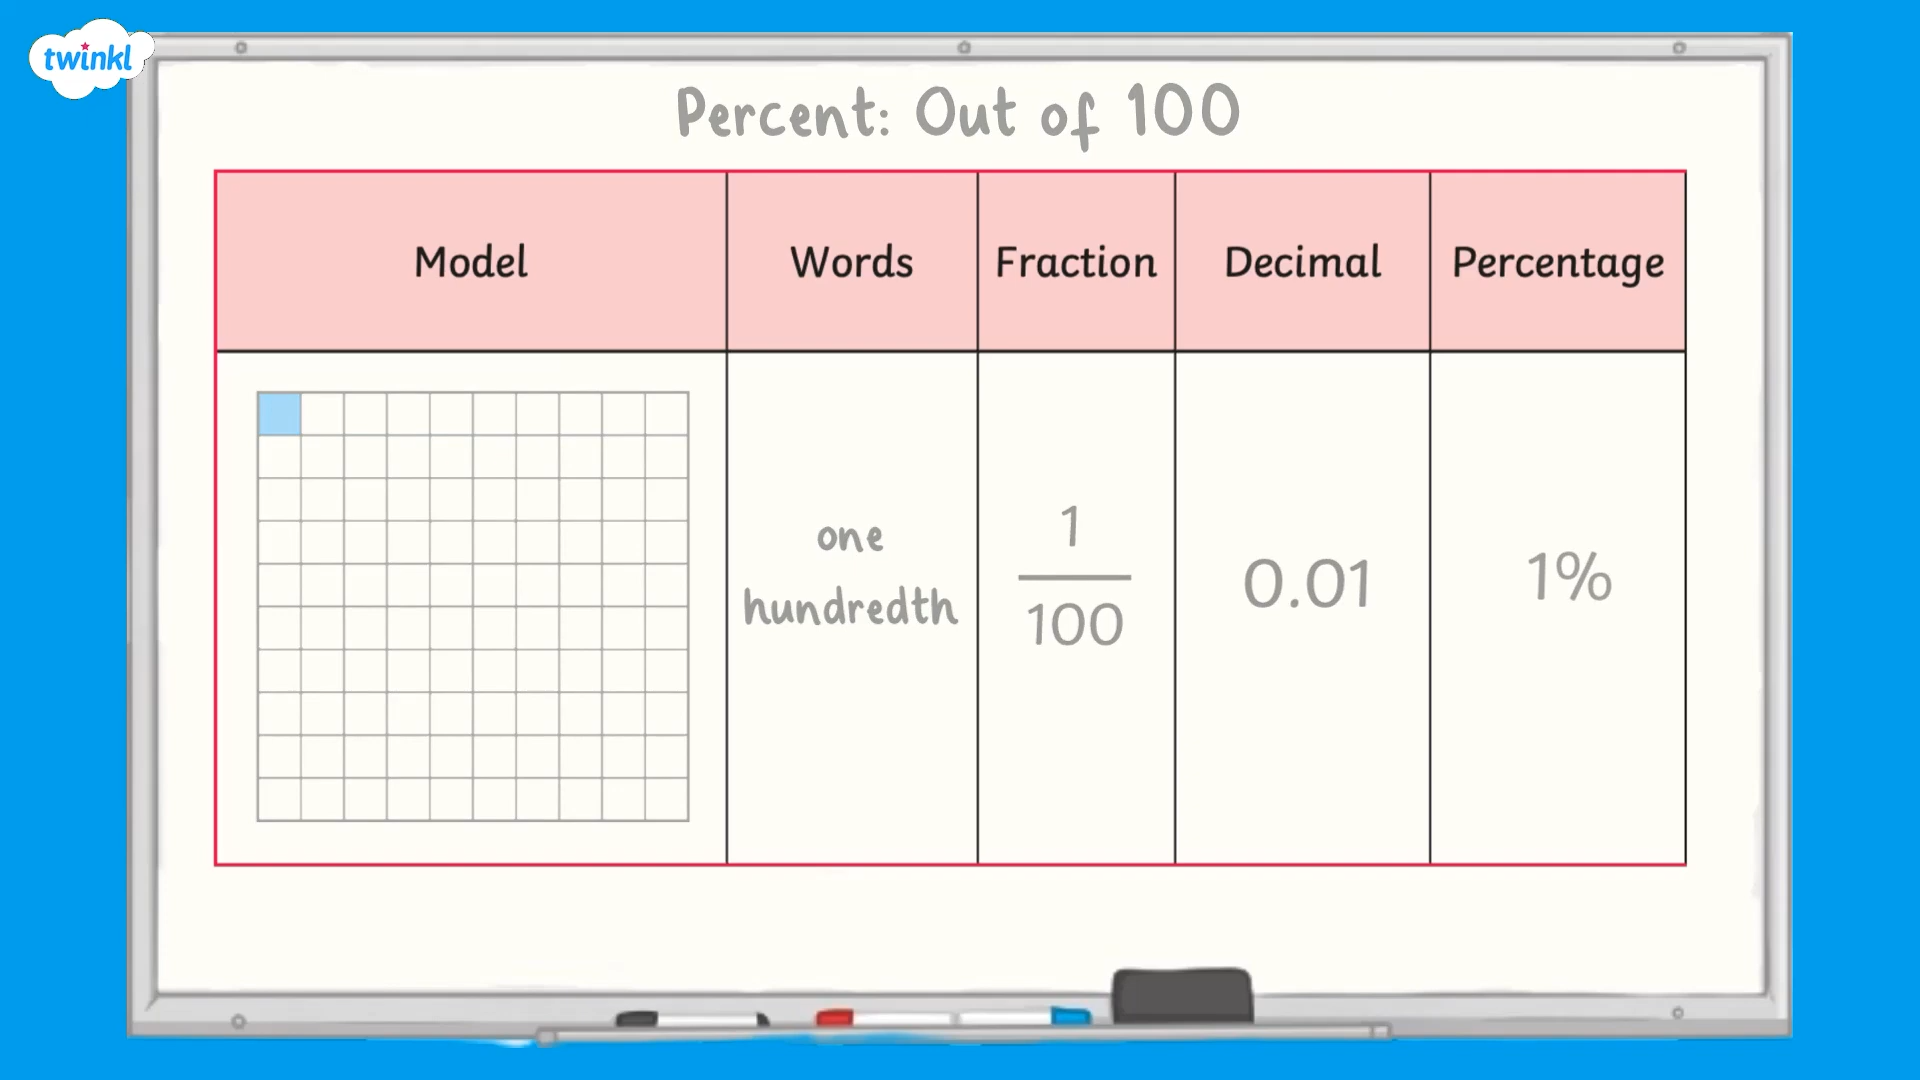 twinkl
Percent: Out of 100
Model Words Fraction Decimal Percentage
one
hundredth
1
100
0.01
1%